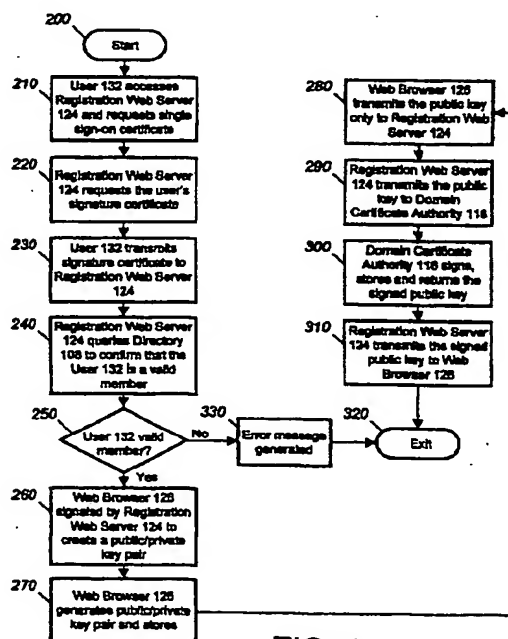 200
Start
210
User 132 accesses
Registration Web Server
124 and requests single
sign-on certificate
220
Registration Web Server
124 requests the user's
signature certificate
230
User 132 transmits
signature certificate to
Registration Web Server
124
240
Registration Web Server
124 queries Directory
108 to confirm that the
User 132 is a valid
member
250
User 132 valid
member?
No
Yes
330
Error message
generated
260
Web Browser 126
signaled by Registration
Web Server 124 to
create a public/private
key pair
270
Web Browser 126
generates public/private
key pair and stores
280
Web Browser 126
transmits the public key
only to Registration Web
Server 124
290
Registration Web Server
124 transmits the public
key to Domain
Certificate Authority 118
300
Domain Certificate
Authority 118 signs,
stores and returns the
signed public key
310
Registration Web Server
124 transmits the signed
public key to Web
Browser 126
320
Exit